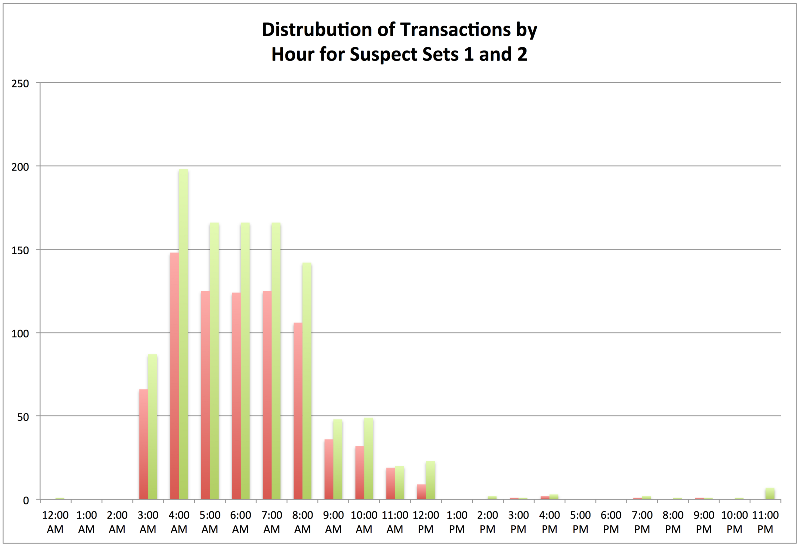 Distrubution of Transactions by
Hour for Suspect Sets 1 and 2
250
200
150
100
50
0
12:00 1:00 2:00 3:00 4:00 5:00 6:00 7:00 8:00 9:00 10:00 11:00 12:00 1:00 2:00 3:00 4:00 5:00 6:00 7:00 8:00 9:00 10:00 11:00
AM AM AM AM AM AM AM AM AM AM AM AM PM PM PM PM PM PM PM PM PM PM PM PM